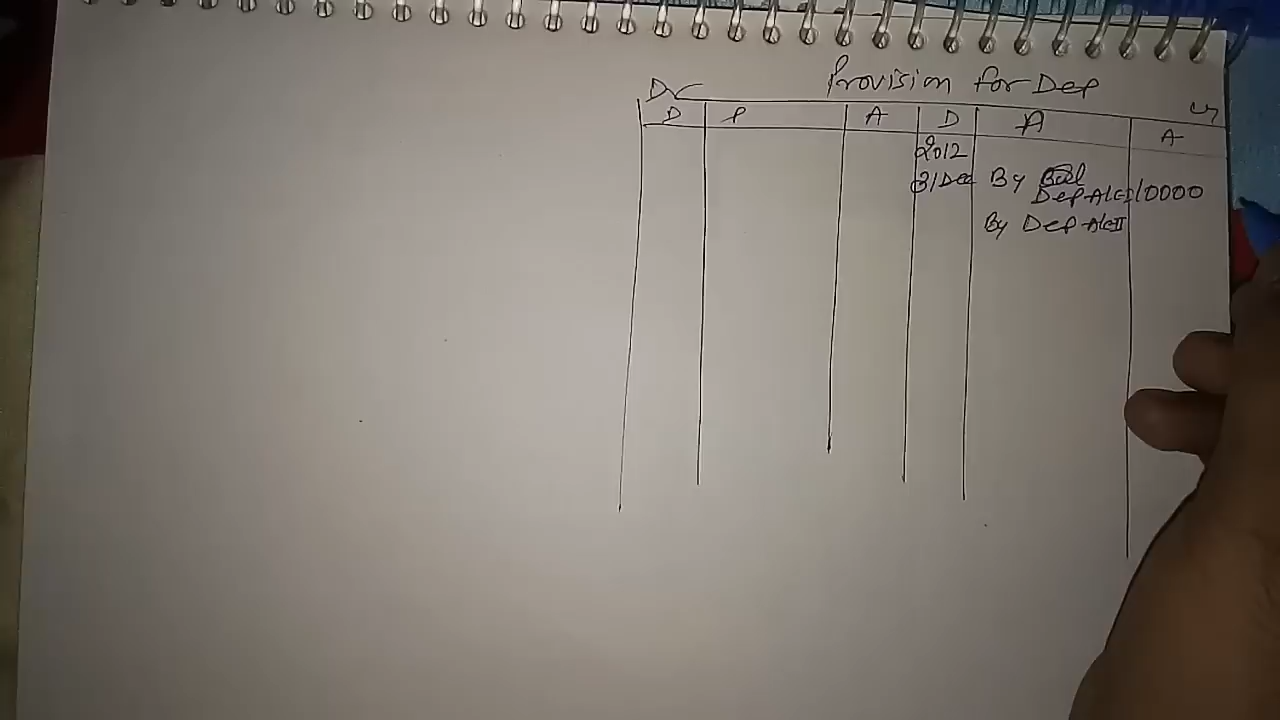 Dr Provision for Dep Cr
D P A D A A
2012
31/Dec By Dep A/c I 10000
By Dep A/c II